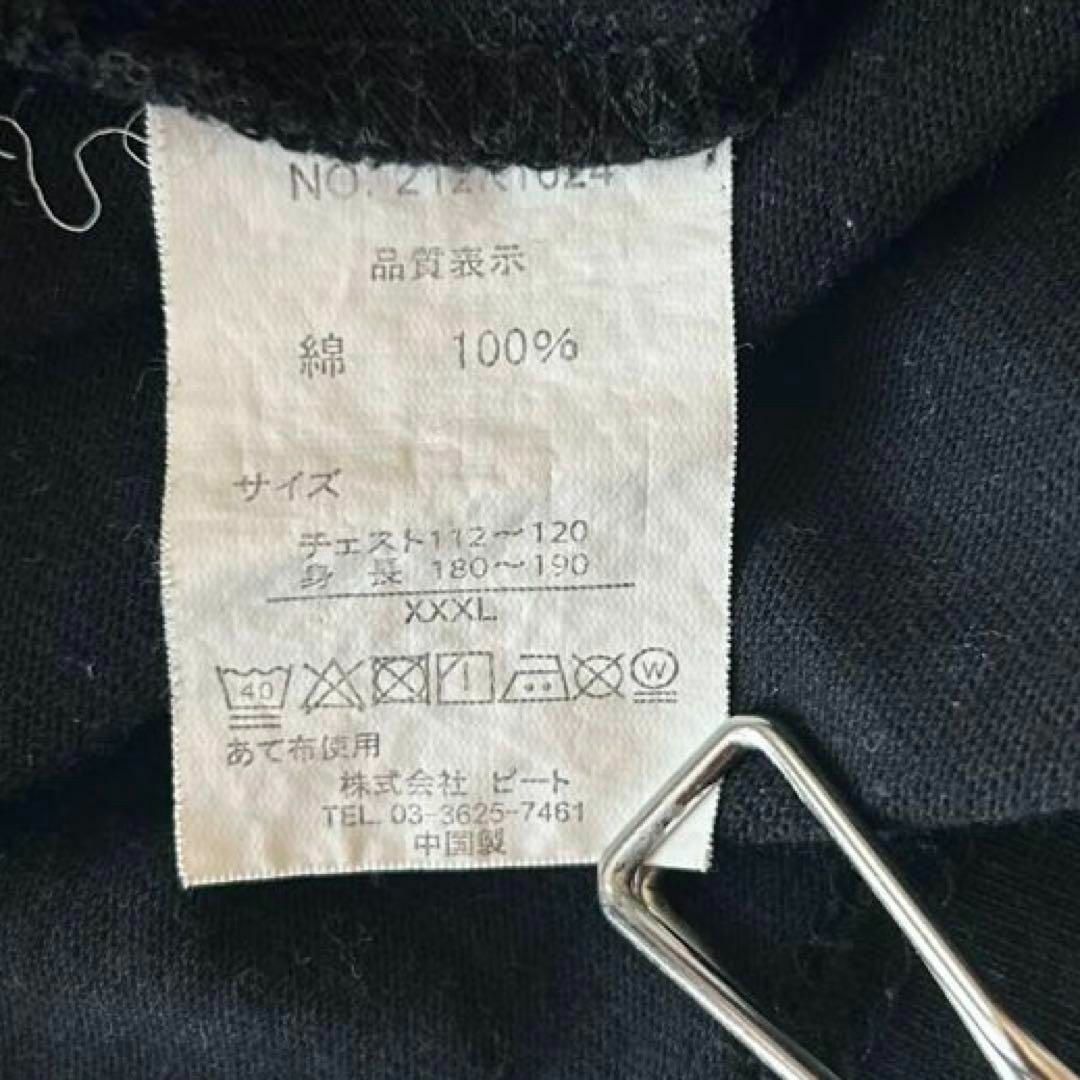 NO. 212K1024
品質表示
綿 100%
サイズ
チェスト112～120
身 長 180～190
XXXL
40 W
あて布使用
株式会社 ビート
TEL. 03-3625-7461
中国製